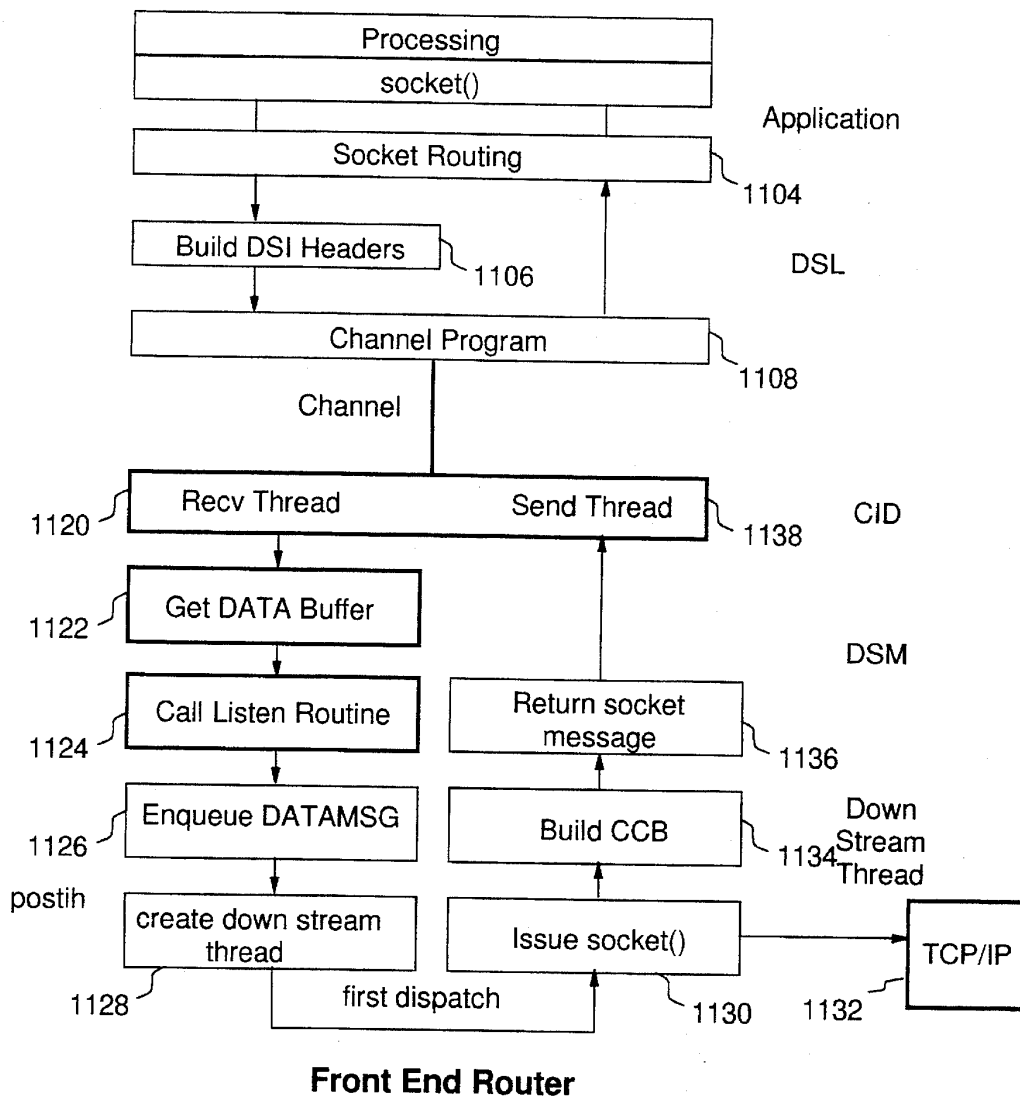 Processing
socket()
Application
Socket Routing
1104
Build DSI Headers
1106
DSL
Channel Program
1108
Channel
Recv Thread
Send Thread
1120
1138
CID
Get DATA Buffer
1122
DSM
Call Listen Routine
1124
Return socket
message
1136
Enqueue DATAMSG
1126
Build CCB
1134
Down
Stream
Thread
postih
create down stream
thread
1128
first dispatch
Issue socket()
1130
TCP/IP
1132
Front End Router